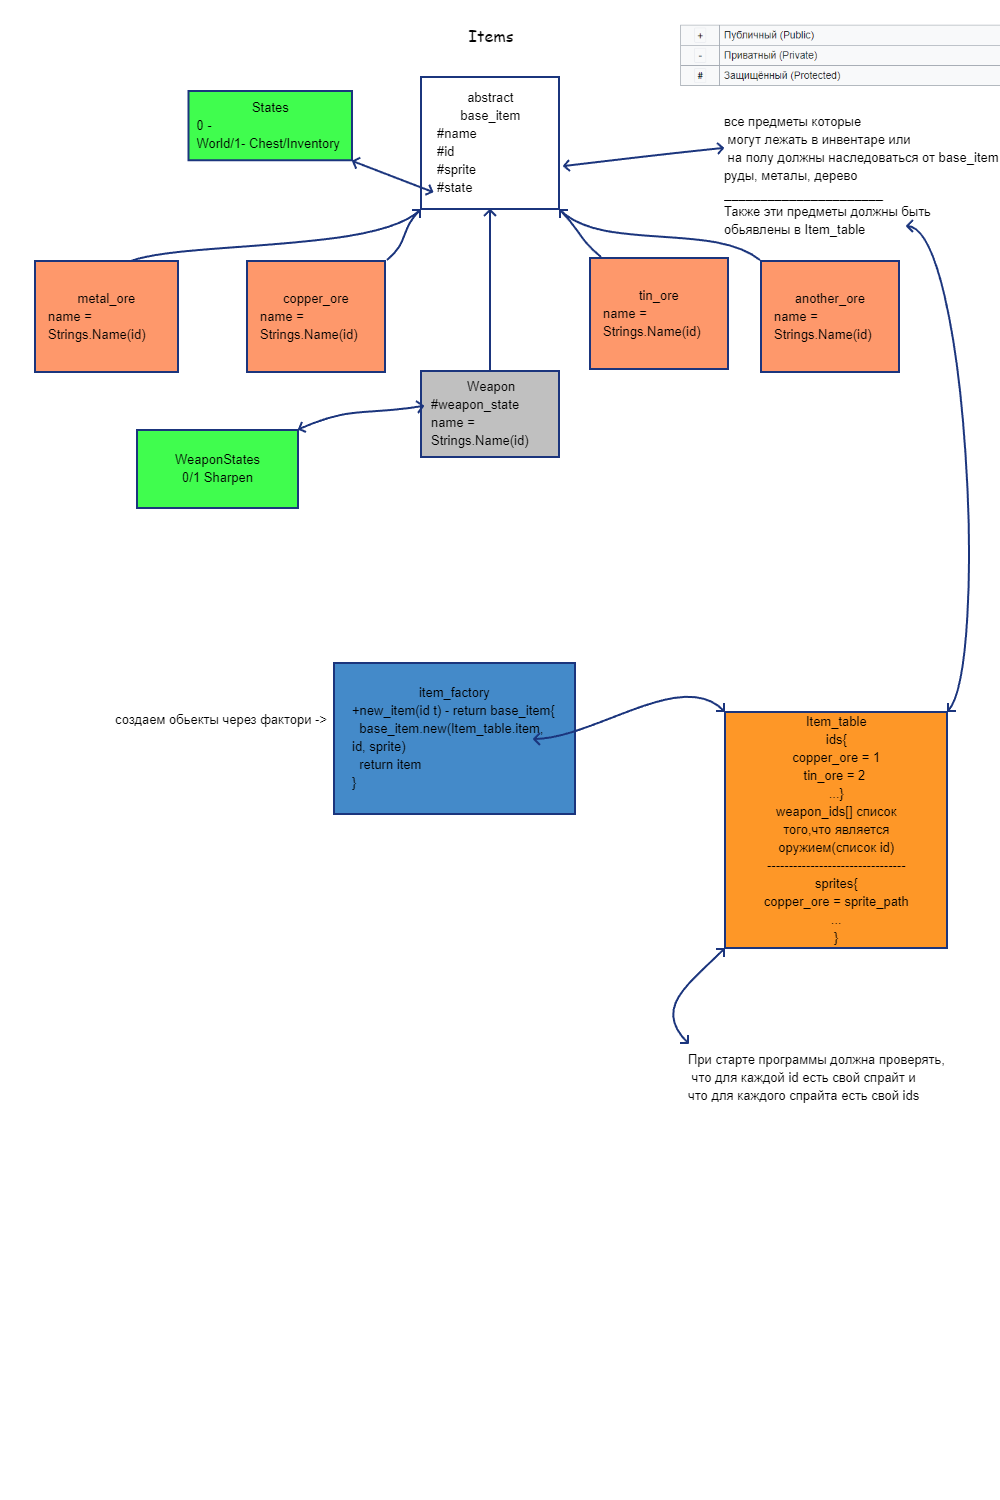 Items
+ Публичный (Public)
- Приватный (Private)
# Защищённый (Protected)
States
0 -
World/1- Chest/Inventory
abstract
base_item
#name
#id
#sprite
#state
все предметы которые
могут лежать в инвентаре или
на полу должны наследоваться от base_item
руды, металы, дерево
______________________
Также эти предметы должны быть
обьявлены в Item_table
metal_ore
name =
Strings.Name(id)
copper_ore
name =
Strings.Name(id)
tin_ore
name =
Strings.Name(id)
another_ore
name =
Strings.Name(id)
Weapon
#weapon_state
name =
Strings.Name(id)
WeaponStates
0/1 Sharpen
создаем обьекты через фактори ->
item_factory
+new_item(id t) - return base_item{
base_item.new(Item_table.item,
id, sprite)
return item
}
Item_table
ids{
copper_ore = 1
tin_ore = 2
...}
weapon_ids[] список
того,что является
оружием(список id)
--------------------------------
sprites{
copper_ore = sprite_path
...
}
При старте программы должна проверять,
что для каждой id есть свой спрайт и
что для каждого спрайта есть свой ids